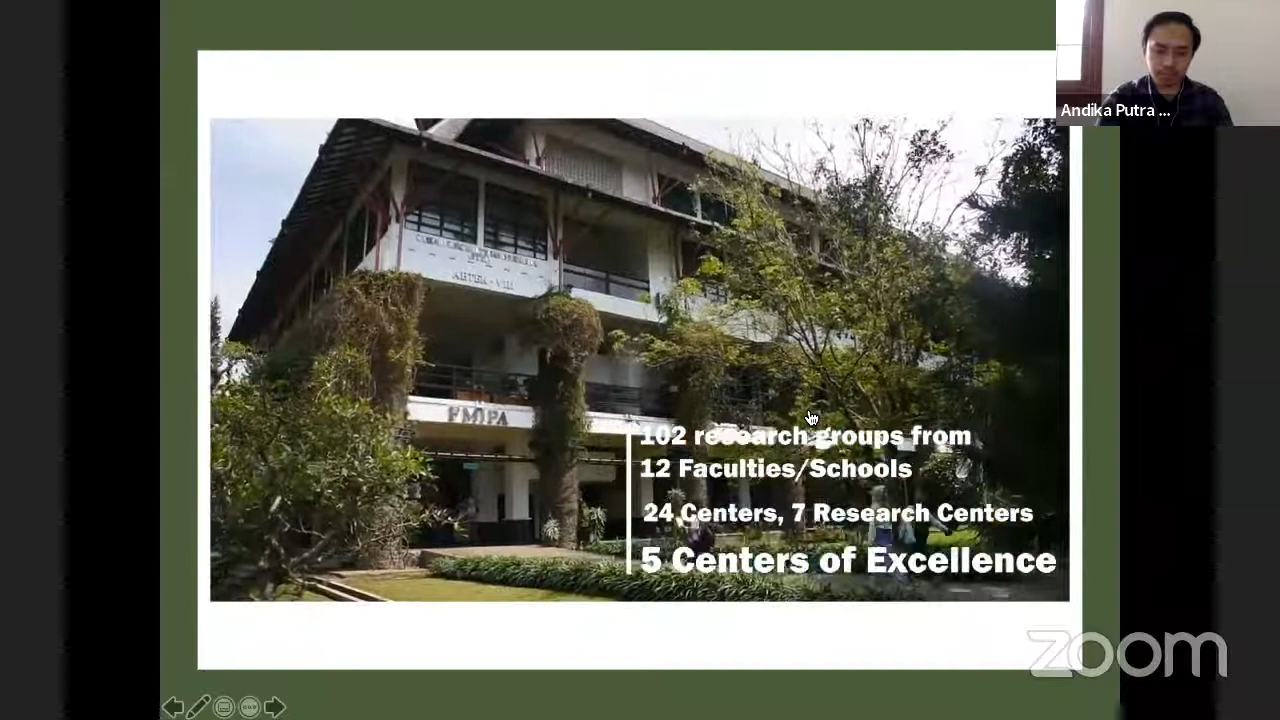 Andika Putra ...
FMIPA
102 research groups from
12 Faculties/Schools
24 Centers, 7 Research Centers
5 Centers of Excellence
zoom